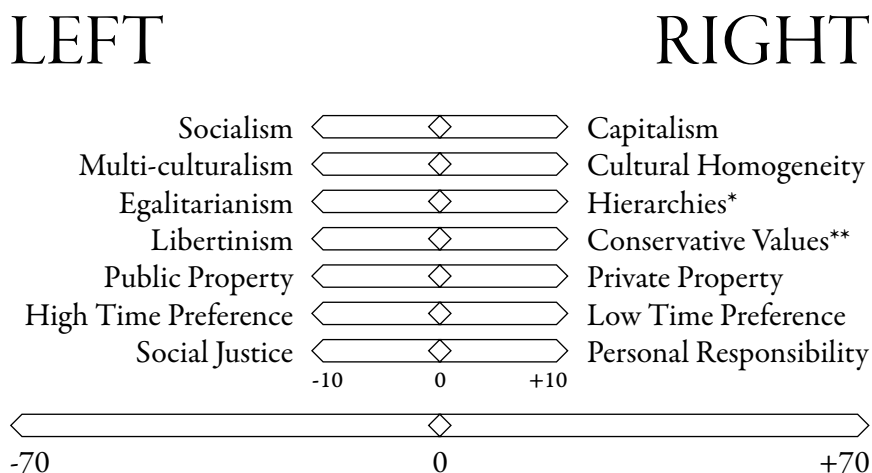 LEFT RIGHT
Socialism Capitalism
Multi-culturalism Cultural Homogeneity
Egalitarianism Hierarchies*
Libertinism Conservative Values**
Public Property Private Property
High Time Preference Low Time Preference
Social Justice Personal Responsibility
-10 0 +10
-70 0 +70